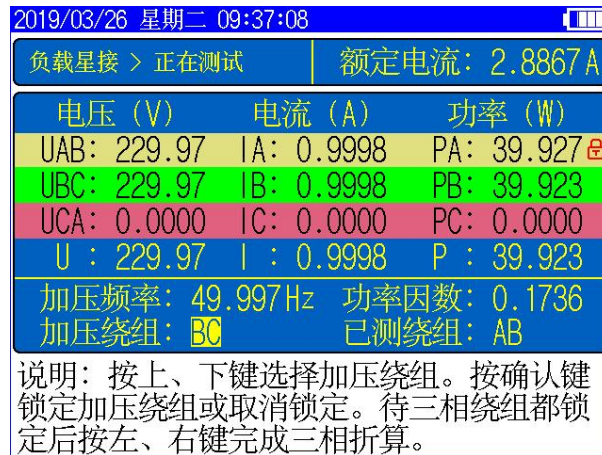 2019/03/26 星期二 09:37:08
负载星接 > 正在测试 额定电流: 2.8867A
电压 (V) 电流 (A) 功率 (W)
UAB: 229.97 IA: 0.9998 PA: 39.927
UBC: 229.97 IB: 0.9998 PB: 39.923
UCA: 0.0000 IC: 0.0000 PC: 0.0000
U : 229.97 I : 0.9998 P : 39.923
加压频率: 49.997Hz 功率因数: 0.1736
加压绕组: BC 已测绕组: AB
说明: 按上、下键选择加压绕组。按确认键
锁定加压绕组或取消锁定。待三相绕组都锁
定后按左、右键完成三相折算。